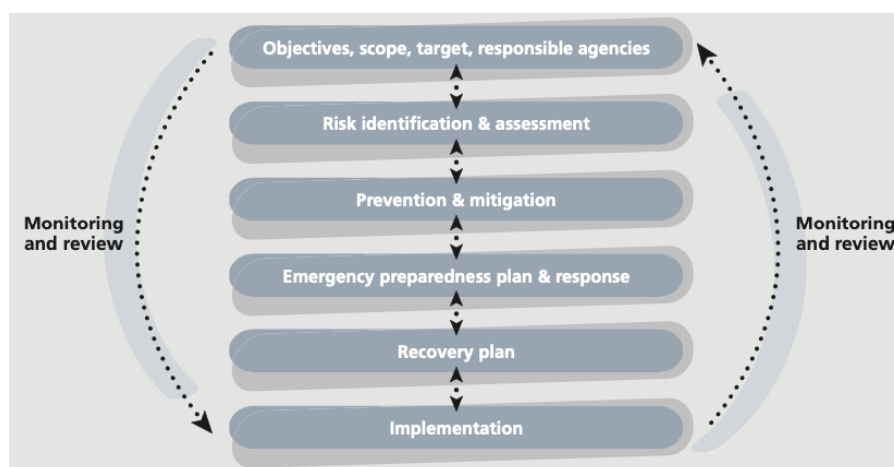 Objectives, scope, target, responsible agencies
Risk identification & assessment
Prevention & mitigation
Monitoring
and review
Monitoring
and review
Emergency preparedness plan & response
Recovery plan
Implementation